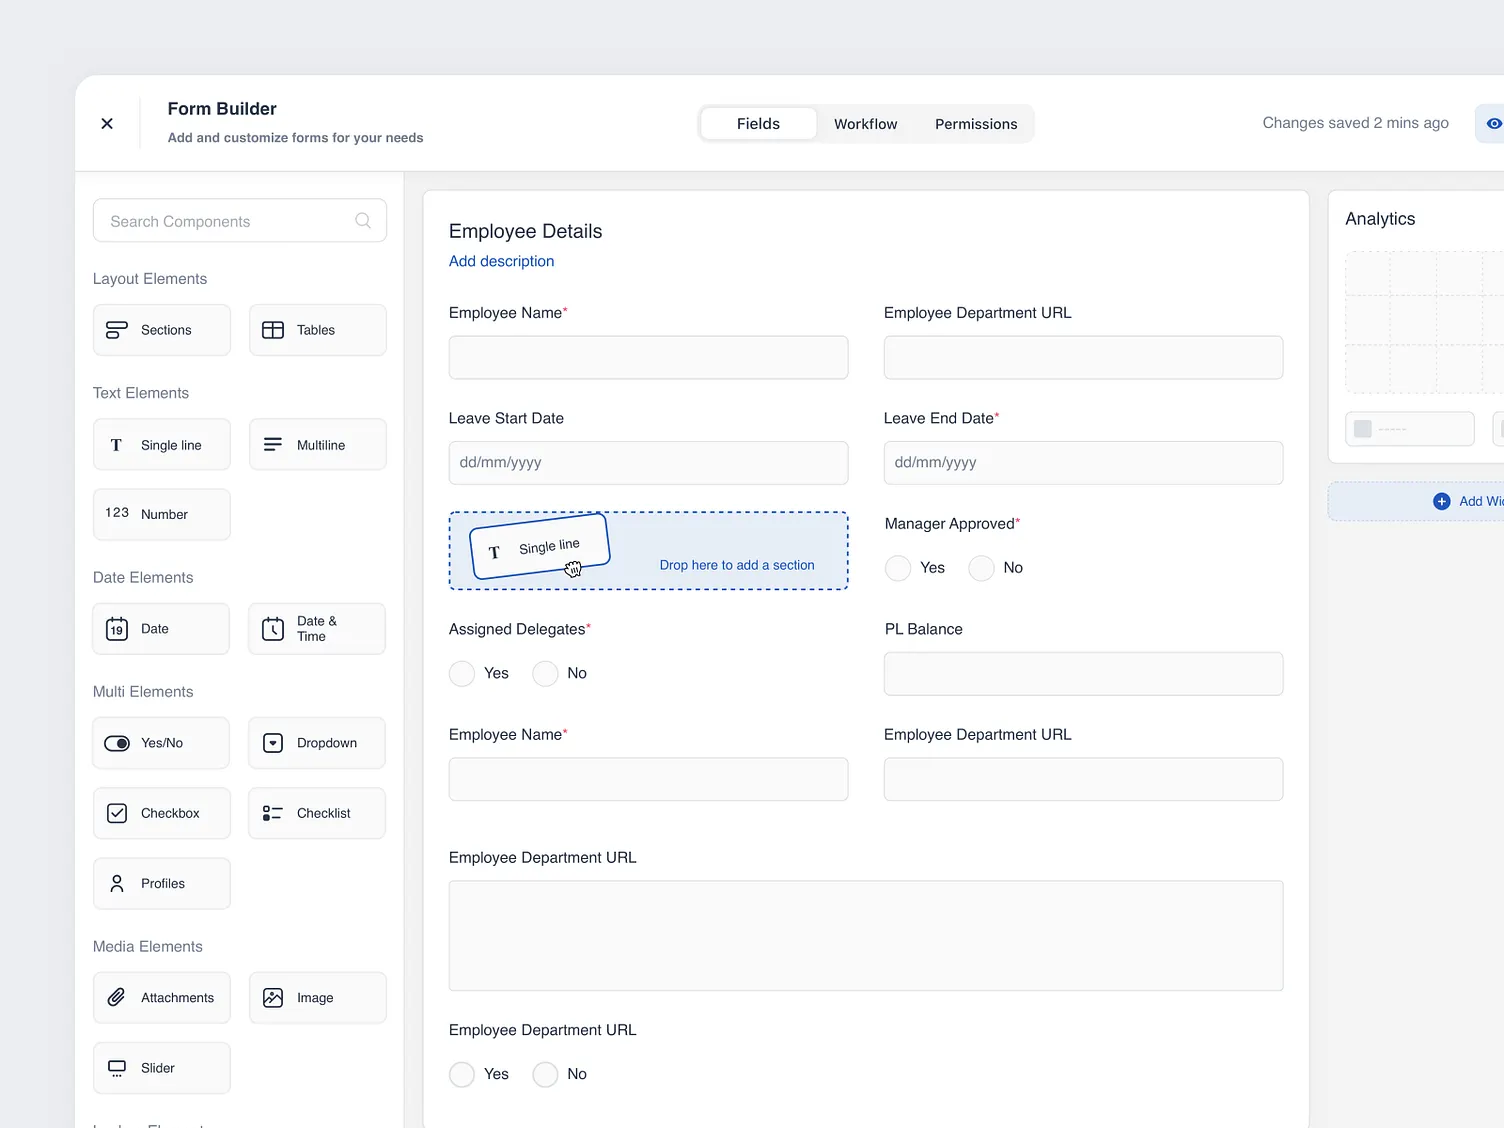 Form Builder
Add and customize forms for your needs
Fields
Workflow
Permissions
Changes saved 2 mins ago
Search Components
Layout Elements
Sections
Tables
Text Elements
T Single line
Multiline
123 Number
Date Elements
19 Date
Date &
Time
Multi Elements
Yes/No
Dropdown
Checkbox
Checklist
Profiles
Media Elements
Attachments
Image
Slider
Employee Details
Add description
Employee Name*
Employee Department URL
Leave Start Date
Leave End Date*
dd/mm/yyyy
dd/mm/yyyy
T Single line
Drop here to add a section
Manager Approved*
Yes
No
Assigned Delegates*
Yes
No
PL Balance
Employee Name*
Employee Department URL
Employee Department URL
Employee Department URL
Yes
No
Analytics
Add